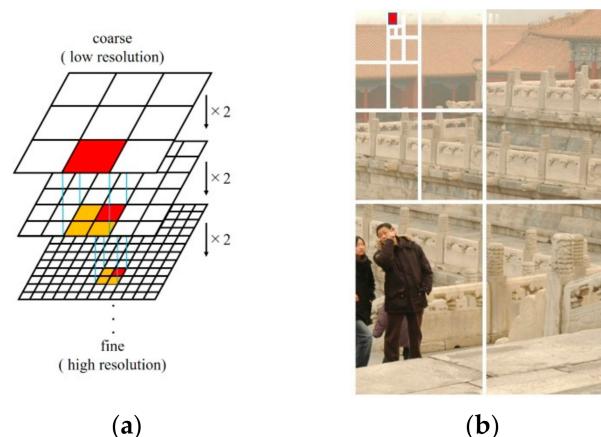 coarse
( low resolution)
×2
×2
×2
fine
( high resolution)
(a)
(b)